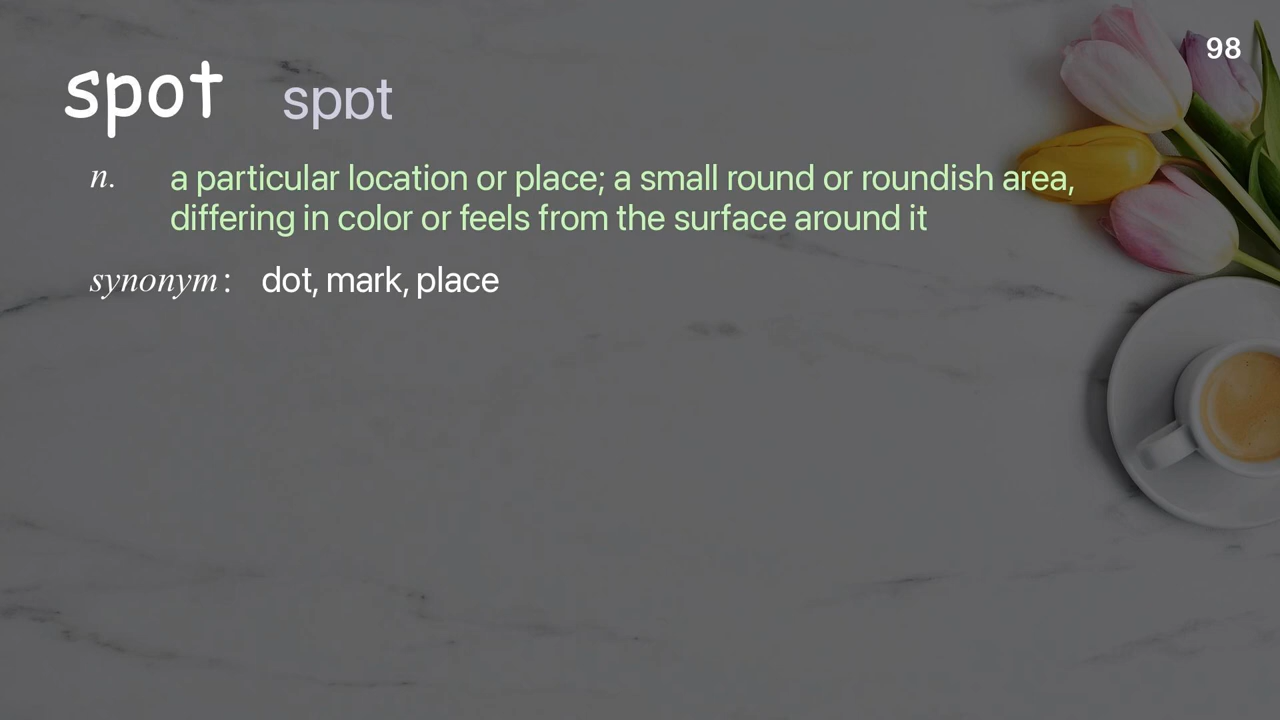 98
spot spɒt
n. a particular location or place; a small round or roundish area,
differing in color or feels from the surface around it
synonym: dot, mark, place